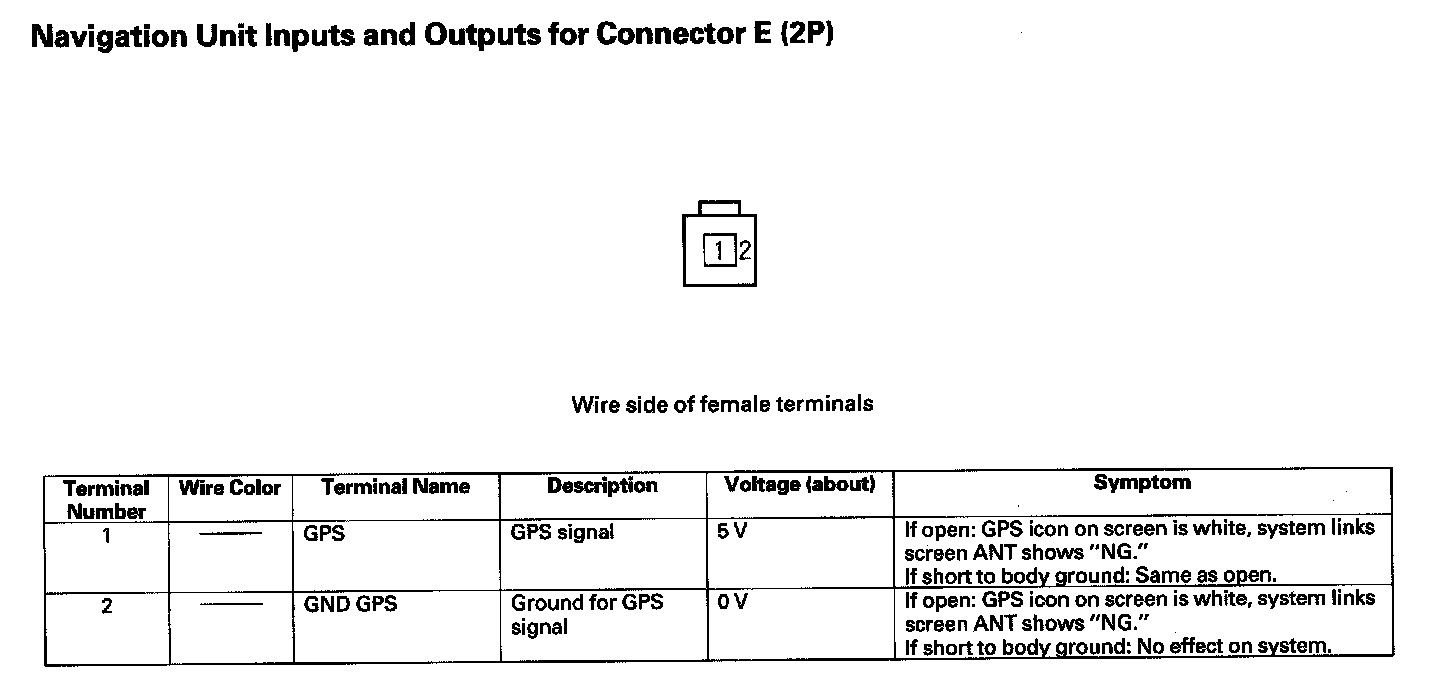 Navigation Unit Inputs and Outputs for Connector E (2P)
1 2
Wire side of female terminals
Terminal Number Wire Color Terminal Name Description Voltage (about) Symptom
1 —— GPS GPS signal 5 V If open: GPS icon on screen is white, system links
screen ANT shows "NG."
If short to body ground: Same as open.
2 —— GND GPS Ground for GPS signal 0 V If open: GPS icon on screen is white, system links
screen ANT shows "NG."
If short to body ground: No effect on system.